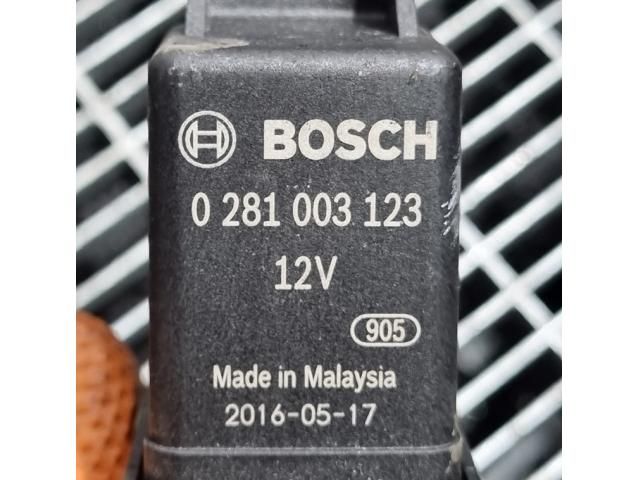 BOSCH
0 281 003 123
12V
905
Made in Malaysia
2016-05-17